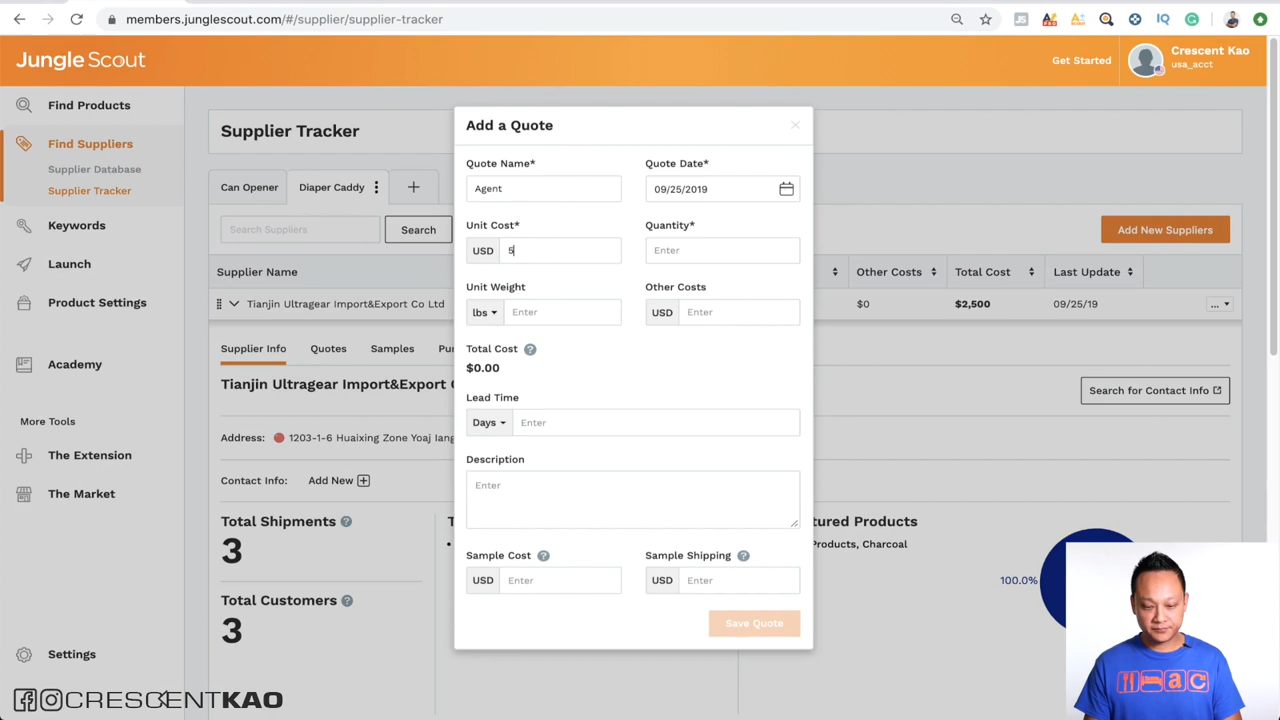 members.junglescout.com/#/supplier/supplier-tracker
Jungle Scout
Get Started
Crescent Kao
usa_acct
Find Products
Find Suppliers
Supplier Database
Supplier Tracker
Keywords
Launch
Product Settings
Academy
More Tools
The Extension
The Market
Settings
Supplier Tracker
Can Opener
Diaper Caddy
Search Suppliers
Search
Add New Suppliers
Supplier Name
Other Costs
Total Cost
Last Update
Tianjin Ultragear Import&Export Co Ltd
$0
$2,500
09/25/19
...
Supplier Info
Quotes
Samples
Pur
Tianjin Ultragear Import&Export C
Search for Contact Info
Address:
1203-1-6 Huaixing Zone Yoaj Iang
Contact Info:
Add New
Total Shipments
3
Total Customers
3
T
tured Products
Products, Charcoal
100.0%
Add a Quote
Quote Name*
Quote Date*
Agent
09/25/2019
Unit Cost*
Quantity*
USD
5
Enter
Unit Weight
Other Costs
lbs
Enter
USD
Enter
Total Cost
$0.00
Lead Time
Days
Enter
Description
Enter
Sample Cost
Sample Shipping
USD
Enter
USD
Enter
Save Quote
CRESCENTKAO